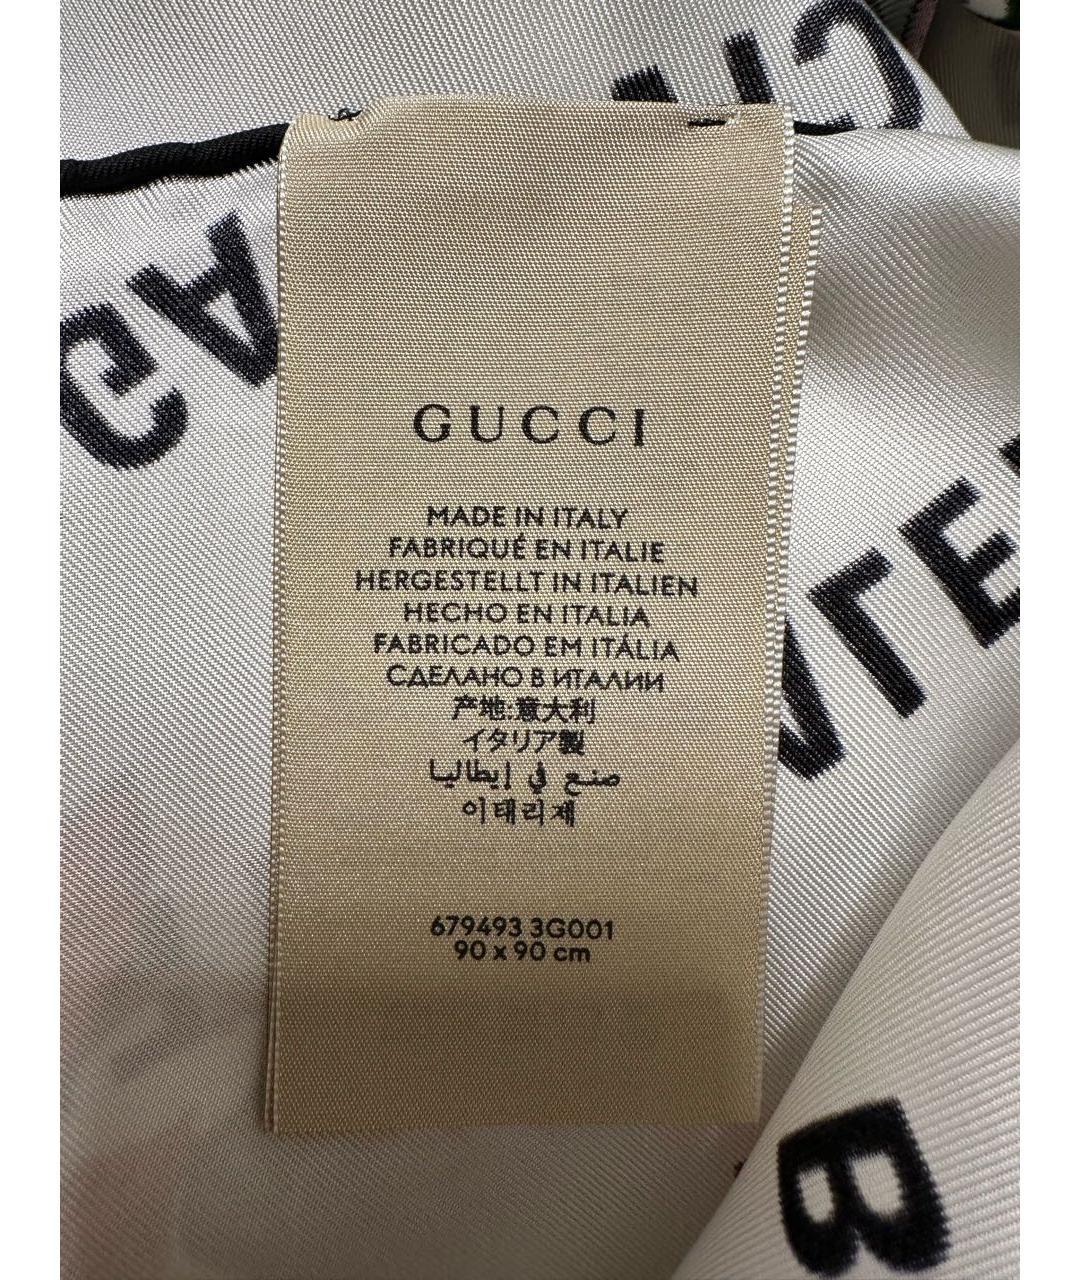 GUCCI
MADE IN ITALY
FABRIQUÉ EN ITALIE
HERGESTELLT IN ITALIEN
HECHO EN ITALIA
FABRICADO EM ITÁLIA
СДЕЛАНО В ИТАЛИИ
产地:意大利
イタリア製
صنع في إيطاليا
이태리제
679493 3G001
90 x 90 cm